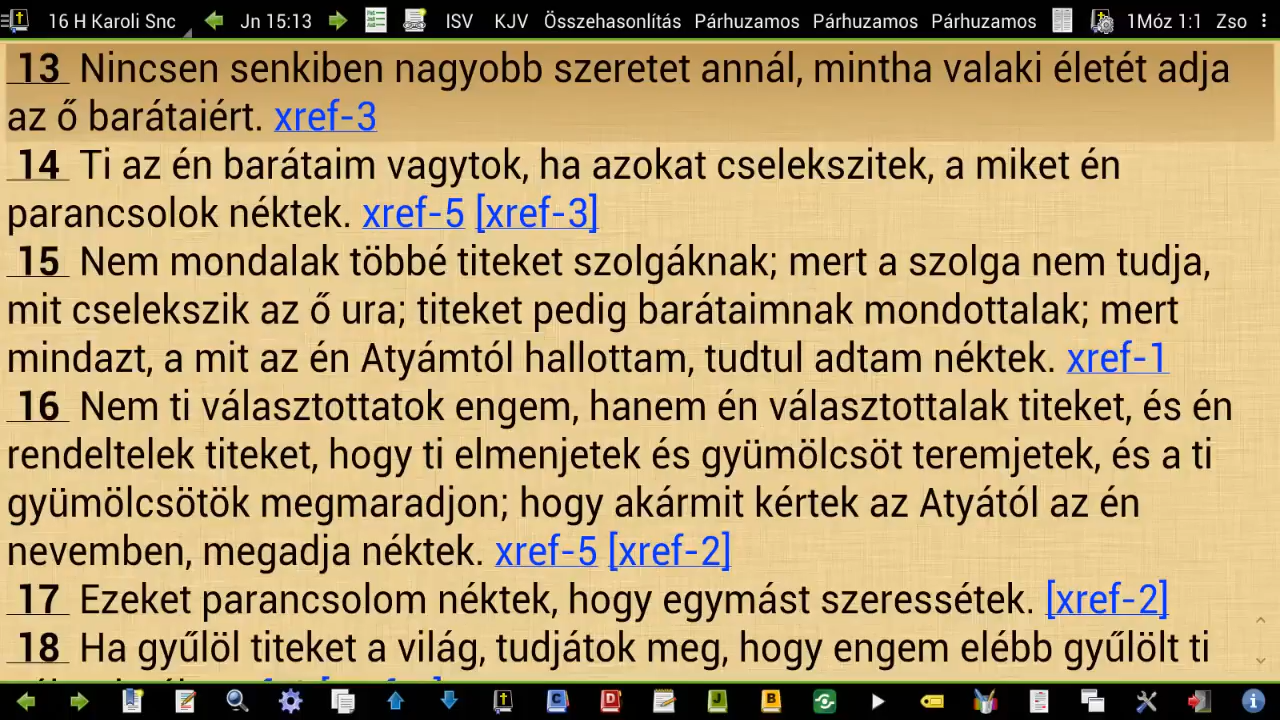 16 H Karoli Snc Jn 15:13 ISV KJV Összehasonlítás Párhuzamos Párhuzamos Párhuzamos 1Móz 1:1 Zso
13 Nincsen senkiben nagyobb szeretet annál, mintha valaki életét adja
az ő barátaiért. xref-3
14 Ti az én barátaim vagytok, ha azokat cselekszitek, a miket én
parancsolok néktek. xref-5 [xref-3]
15 Nem mondalak többé titeket szolgáknak; mert a szolga nem tudja,
mit cselekszik az ő ura; titeket pedig barátaimnak mondottalak; mert
mindazt, a mit az én Atyámtól hallottam, tudtul adtam néktek. xref-1
16 Nem ti választottatok engem, hanem én választottalak titeket, és én
rendeltelek titeket, hogy ti elmenjetek és gyümölcsöt teremjetek, és a ti
gyümölcsötök megmaradjon; hogy akármit kértek az Atyától az én
nevemben, megadja néktek. xref-5 [xref-2]
17 Ezeket parancsolom néktek, hogy egymást szeressétek. [xref-2]
18 Ha gyűlöl titeket a világ, tudjátok meg, hogy engem elébb gyűlölt ti
C D J B